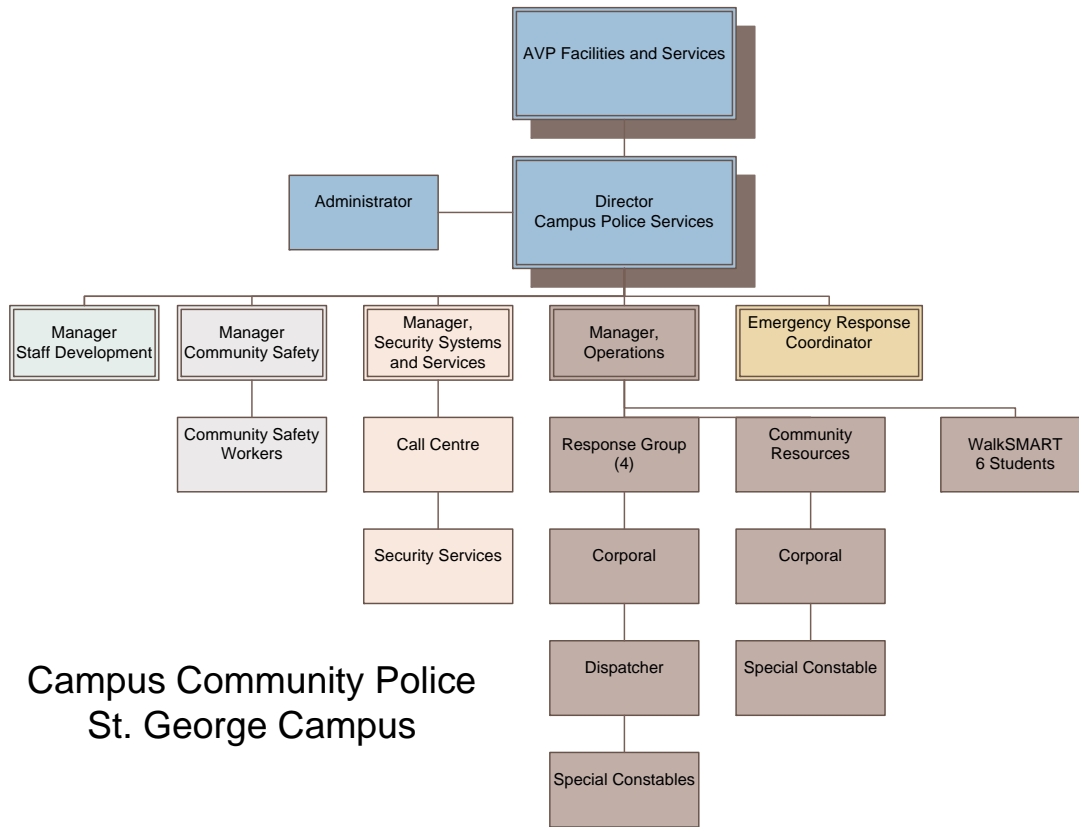 AVP Facilities and Services
Administrator
Director
Campus Police Services
Manager
Staff Development
Manager
Community Safety
Manager,
Security Systems
and Services
Manager,
Operations
Emergency Response
Coordinator
Community Safety
Workers
Call Centre
Response Group
(4)
Community
Resources
WalkSMART
6 Students
Security Services
Corporal
Corporal
Dispatcher
Special Constable
Special Constables
Campus Community Police
St. George Campus